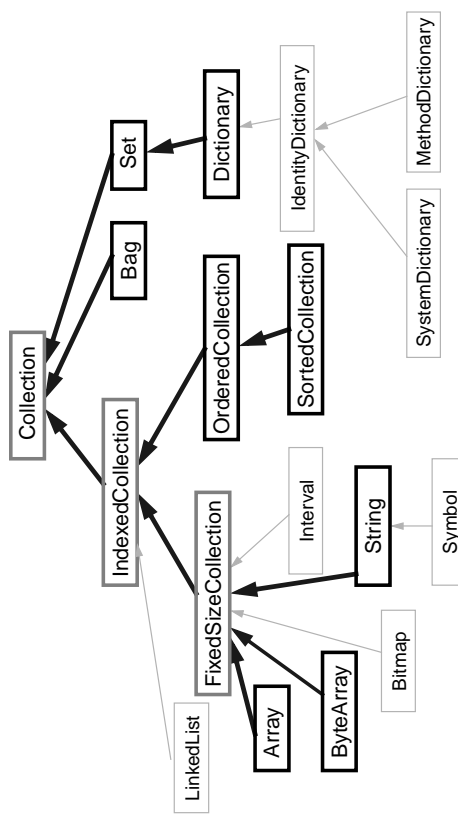 Collection
IndexedCollection
Bag
Set
LinkedList
FixedSizeCollection
OrderedCollection
Dictionary
Array
Interval
SortedCollection
IdentityDictionary
ByteArray
String
Bitmap
Symbol
SystemDictionary
MethodDictionary